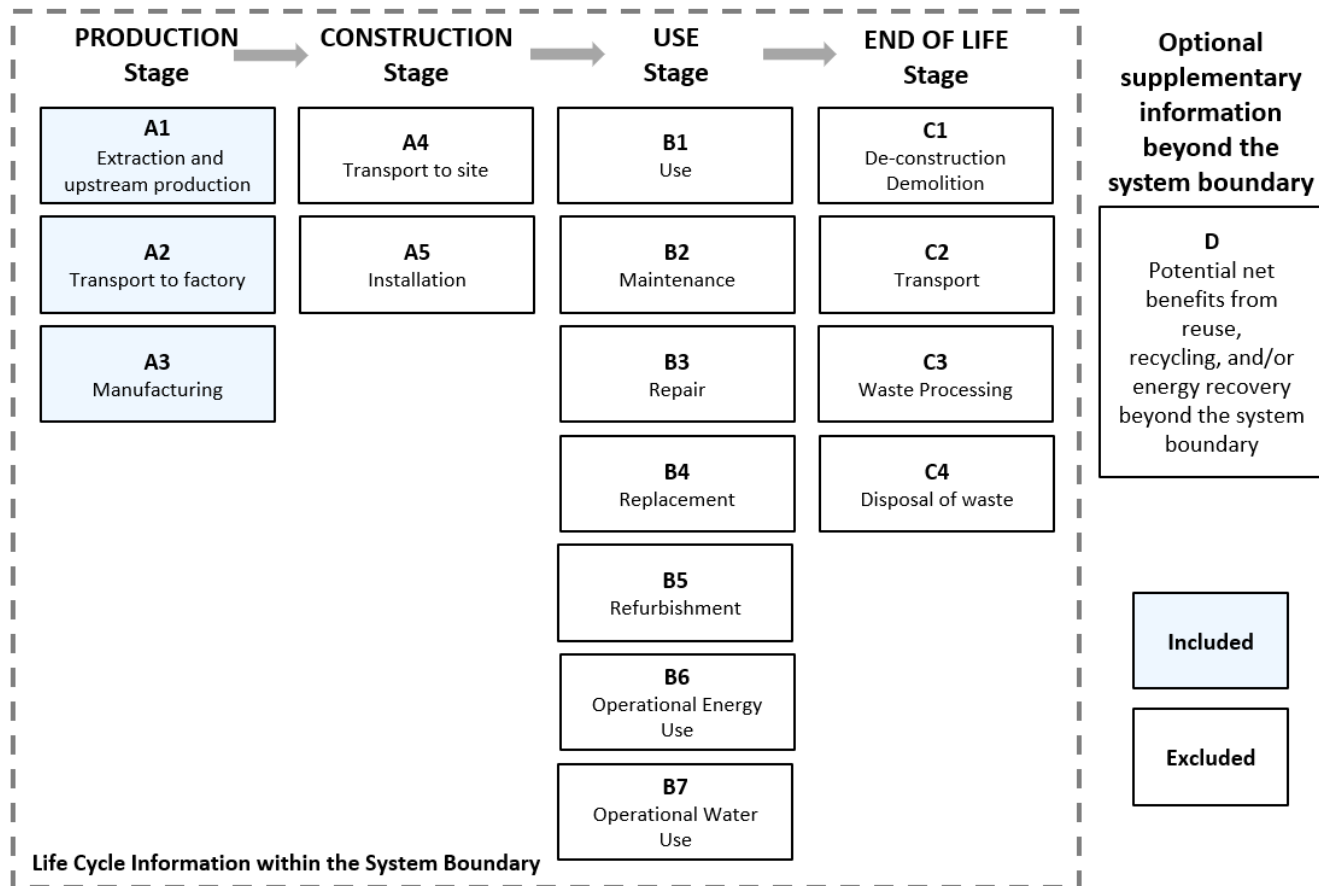 PRODUCTION
Stage
CONSTRUCTION
Stage
USE
Stage
END OF LIFE
Stage
A1
Extraction and
upstream production
A2
Transport to factory
A3
Manufacturing
A4
Transport to site
A5
Installation
B1
Use
B2
Maintenance
B3
Repair
B4
Replacement
B5
Refurbishment
B6
Operational Energy
Use
B7
Operational Water
Use
C1
De-construction
Demolition
C2
Transport
C3
Waste Processing
C4
Disposal of waste
Life Cycle Information within the System Boundary
Optional
supplementary
information
beyond the
system boundary
D
Potential net
benefits from
reuse,
recycling, and/or
energy recovery
beyond the system
boundary
Included
Excluded